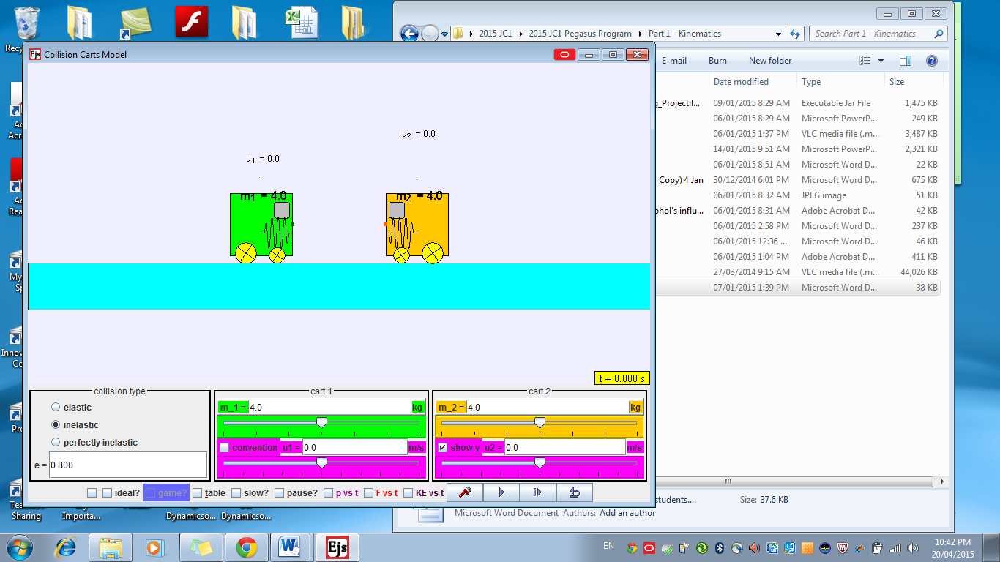 Recy
Collision Carts Model
u1 = 0.0
u2 = 0.0
m1 = 4.0
m2 = 4.0
t = 0.000 s
collision type
elastic
inelastic
perfectly inelastic
e = 0.800
cart 1
m_1 = 4.0 kg
convention u1 = 0.0 m/s
cart 2
m_2 = 4.0 kg
show v u2 = 0.0 m/s
ideal? game? table slow? pause? p vs t F vs t KE vs t
2015 JC1 2015 JC1 Pegasus Program Part 1 - Kinematics
Search Part 1 - Kinematics
E-mail Burn New folder
Date modified Type Size
g_Projectil... 09/01/2015 8:29 AM Executable Jar File 1,475 KB
06/01/2015 8:29 AM Microsoft PowerP... 249 KB
06/01/2015 1:37 PM VLC media file (.m... 3,487 KB
14/01/2015 9:51 AM Microsoft PowerP... 2,321 KB
06/01/2015 8:51 AM Microsoft Word D... 22 KB
Copy) 4 Jan 30/12/2014 6:01 PM Microsoft Word D... 675 KB
06/01/2015 8:32 AM JPEG image 51 KB
ohol's influ... 06/01/2015 8:31 AM Adobe Acrobat D... 42 KB
06/01/2015 2:58 PM Microsoft Word D... 237 KB
06/01/2015 12:36 ... Microsoft Word D... 46 KB
06/01/2015 1:04 PM Adobe Acrobat D... 411 KB
27/03/2014 9:15 AM VLC media file (.m... 44,026 KB
07/01/2015 1:39 PM Microsoft Word D... 38 KB
students.... Size: 37.6 KB
Microsoft Word Document Authors: Add an author
Ad
Acr
Ad
Rea
My
Sp
Innov
Co
Pro
Tea
Sharing
My
Importa...
Dynamicso...
Dynamicso...
Ejs
EN
10:42 PM
20/04/2015